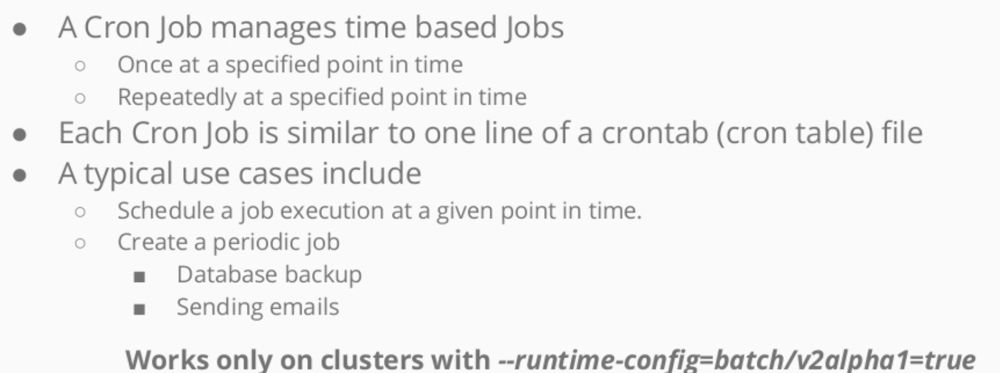 ● A Cron Job manages time based Jobs
○ Once at a specified point in time
○ Repeatedly at a specified point in time
● Each Cron Job is similar to one line of a crontab (cron table) file
● A typical use cases include
○ Schedule a job execution at a given point in time.
○ Create a periodic job
■ Database backup
■ Sending emails
Works only on clusters with --runtime-config=batch/v2alpha1=true